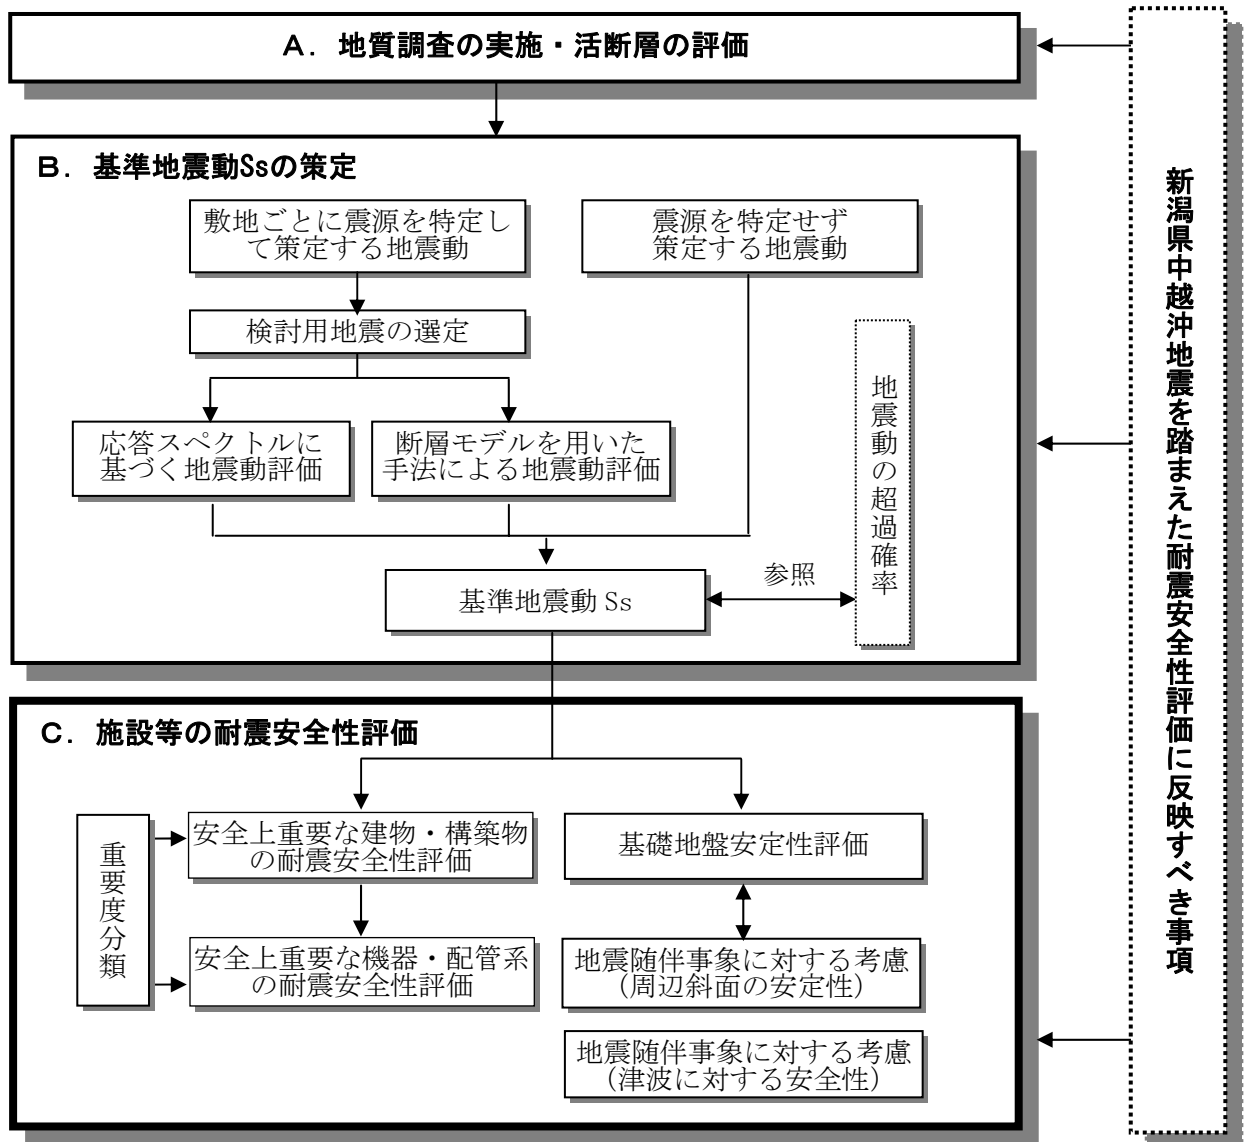 A. 地質調査の実施・活断層の評価
B. 基準地震動Ssの策定
敷地ごとに震源を特定し
て策定する地震動
震源を特定せず
策定する地震動
検討用地震の選定
応答スペクトルに
基づく地震動評価
断層モデルを用いた
手法による地震動評価
地震動の超過確率
参照
基準地震動 Ss
C. 施設等の耐震安全性評価
重要度分類
安全上重要な建物・構築物
の耐震安全性評価
基礎地盤安定性評価
安全上重要な機器・配管系
の耐震安全性評価
地震随伴事象に対する考慮
(周辺斜面の安定性)
地震随伴事象に対する考慮
(津波に対する安全性)
新潟県中越沖地震を踏まえた耐震安全性評価に反映すべき事項